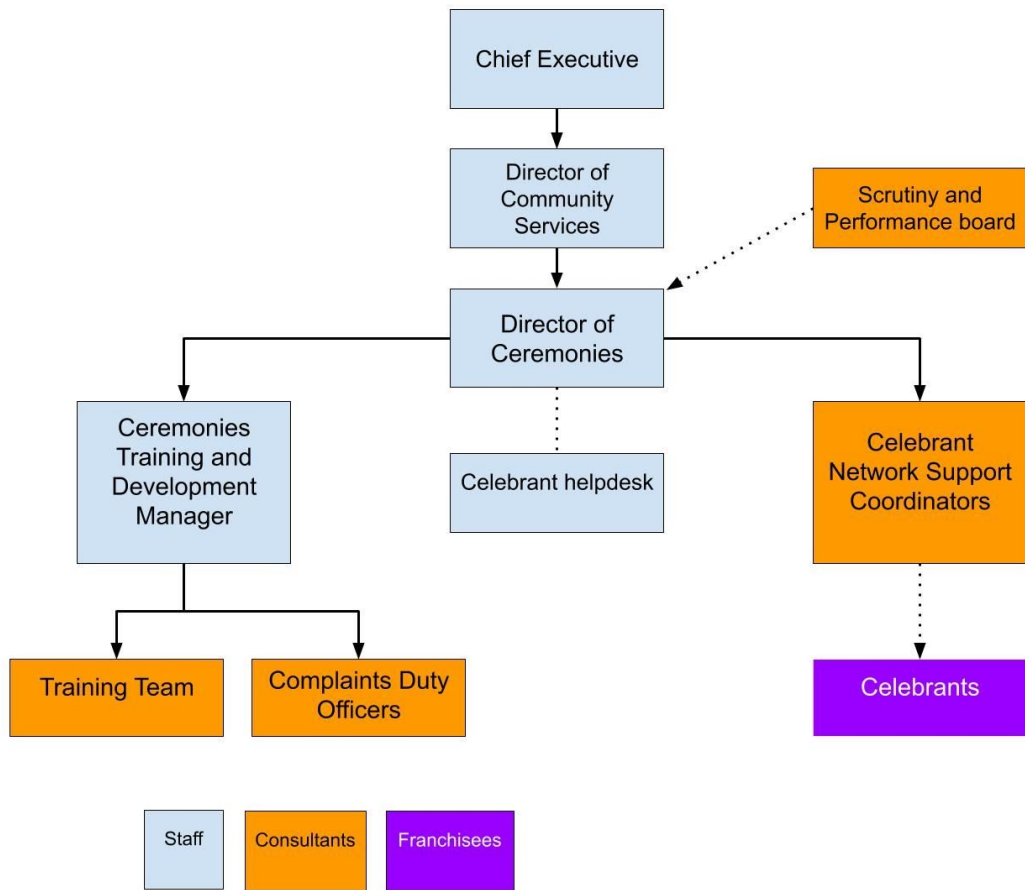 Chief Executive
Director of
Community
Services
Scrutiny and
Performance board
Director of
Ceremonies
Ceremonies
Training and
Development
Manager
Celebrant helpdesk
Celebrant
Network Support
Coordinators
Training Team
Complaints Duty
Officers
Celebrants
Staff
Consultants
Franchisees